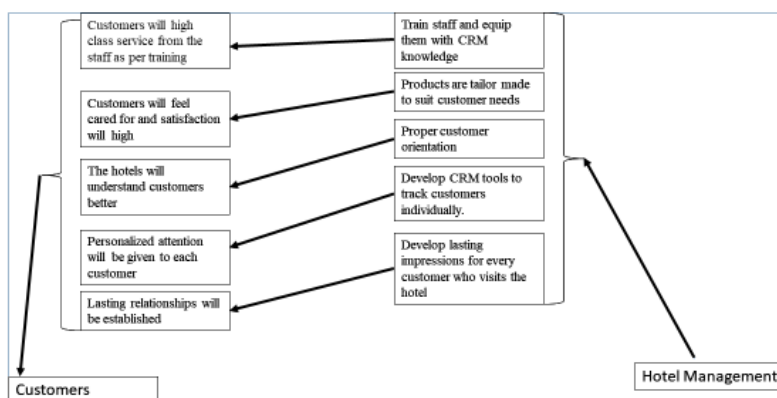 Customers will high
class service from the
staff as per training
Customers will feel
cared for and satisfaction
will high
The hotels will
understand customers
better
Personalized attention
will be given to each
customer
Lasting relationships will
be established
Customers
Train staff and equip
them with CRM
knowledge
Products are tailor made
to suit customer needs
Proper customer
orientation
Develop CRM tools to
track customers
individually.
Develop lasting
impressions for every
customer who visits the
hotel
Hotel Management